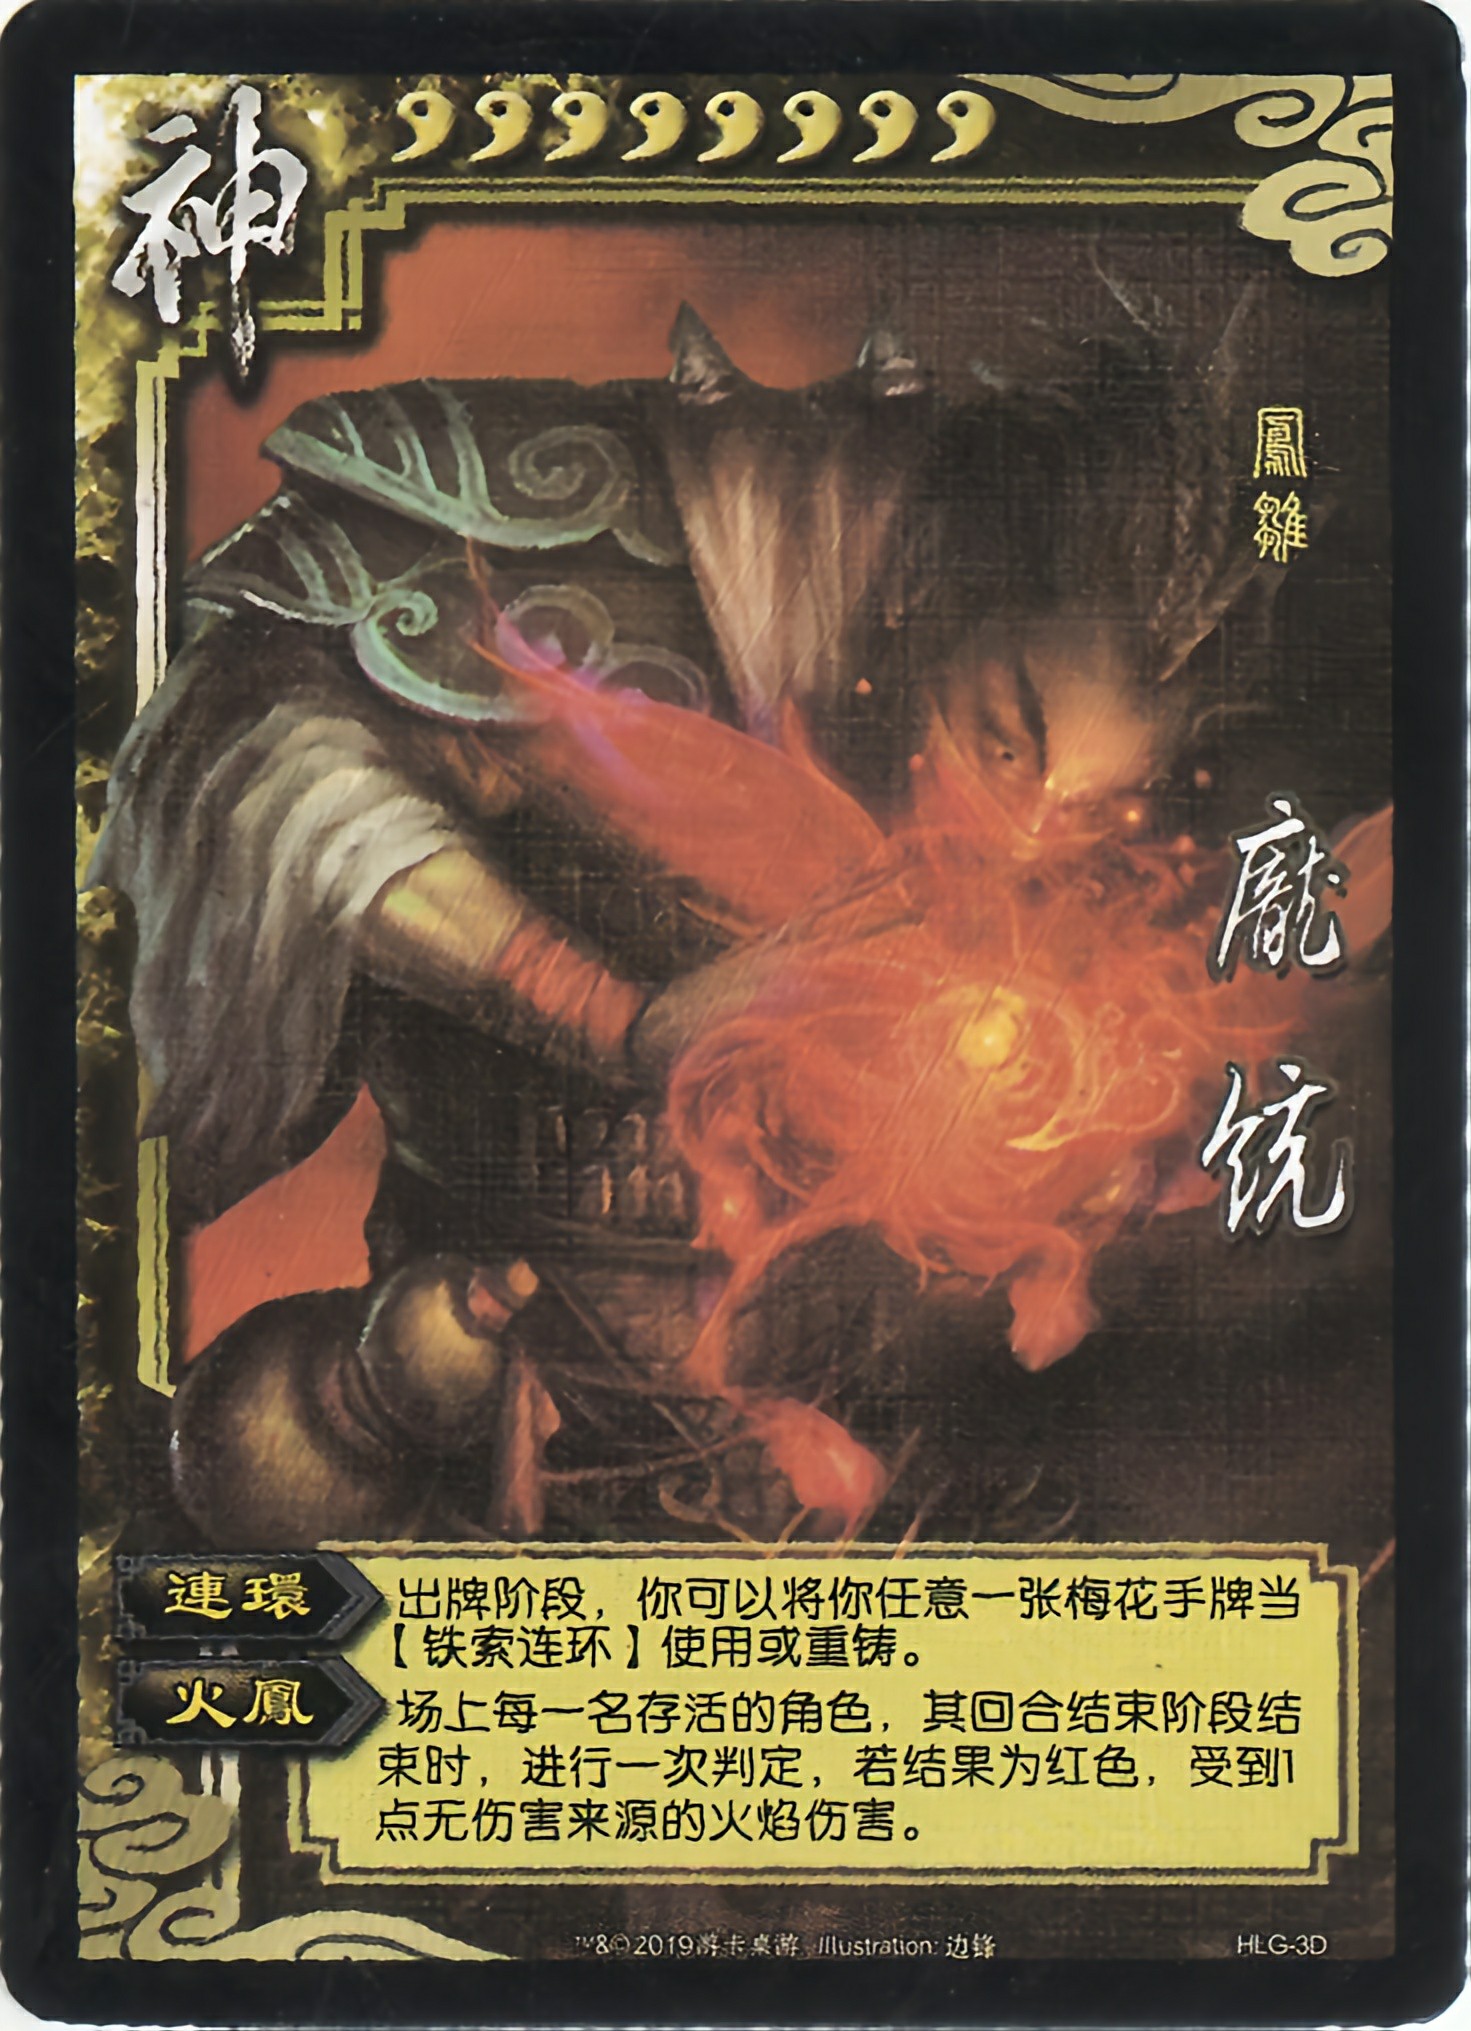 神
鳳雛
龐統
連環
出牌阶段，你可以将你任意一张梅花手牌当
【铁索连环】使用或重铸。
火鳳
场上每一名存活的角色，其回合结束阶段结
束时，进行一次判定，若结果为红色，受到1
点无伤害来源的火焰伤害。
™&©2019游卡桌游 Illustration: 边锋
HLG-3D